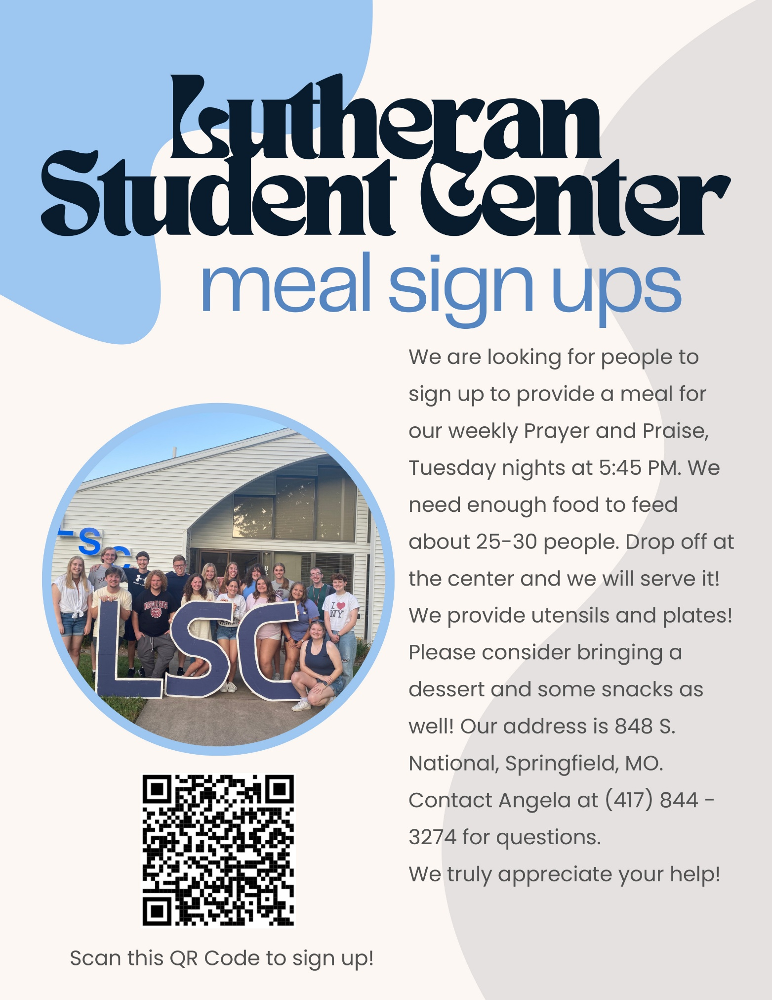 Lutheran
Student Center
meal sign ups
We are looking for people to
sign up to provide a meal for
our weekly Prayer and Praise,
Tuesday nights at 5:45 PM. We
need enough food to feed
about 25-30 people. Drop off at
the center and we will serve it!
We provide utensils and plates!
Please consider bringing a
dessert and some snacks as
well! Our address is 848 S.
National, Springfield, MO.
Contact Angela at (417) 844 -
3274 for questions.
We truly appreciate your help!
LSC
MISSOURI STATE
I ❤ NY
LSC
Scan this QR Code to sign up!